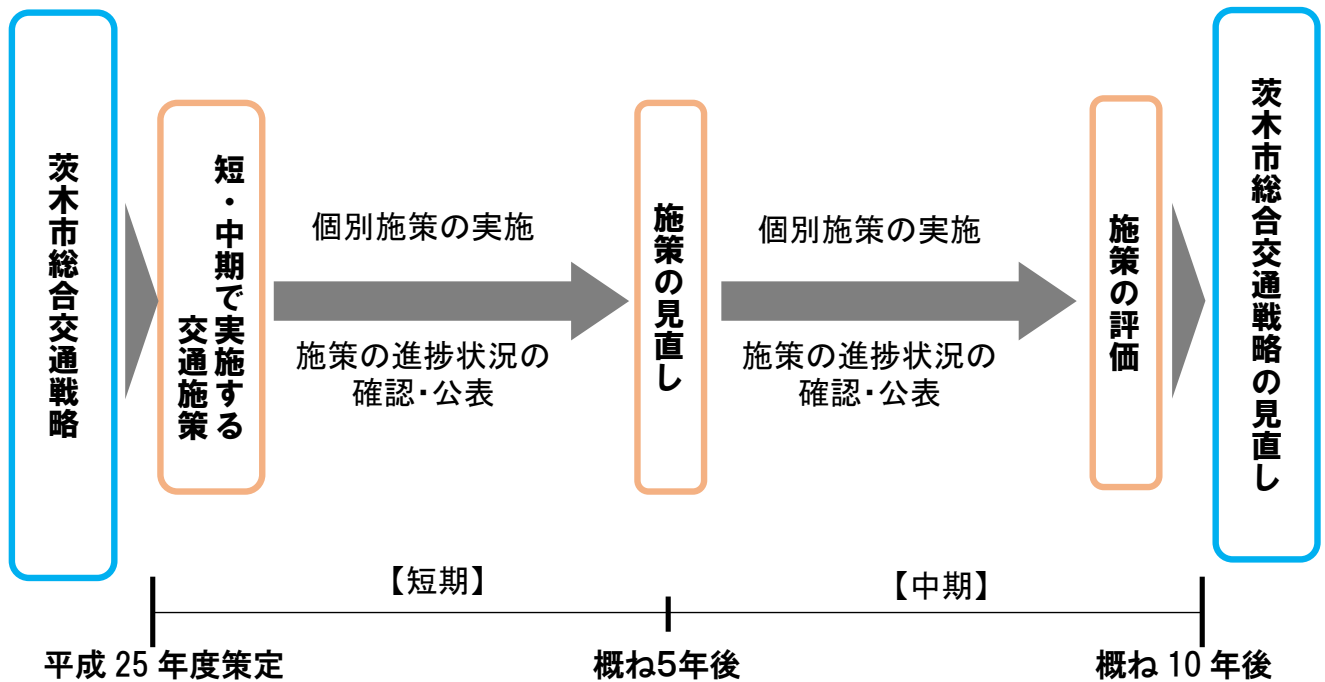 茨木市総合交通戦略
短・中期で実施する
交通施策
個別施策の実施
施策の進捗状況の
確認・公表
施策の見直し
個別施策の実施
施策の進捗状況の
確認・公表
施策の評価
茨木市総合交通戦略の見直し
【短期】
【中期】
平成 25 年度策定
概ね5年後
概ね 10 年後